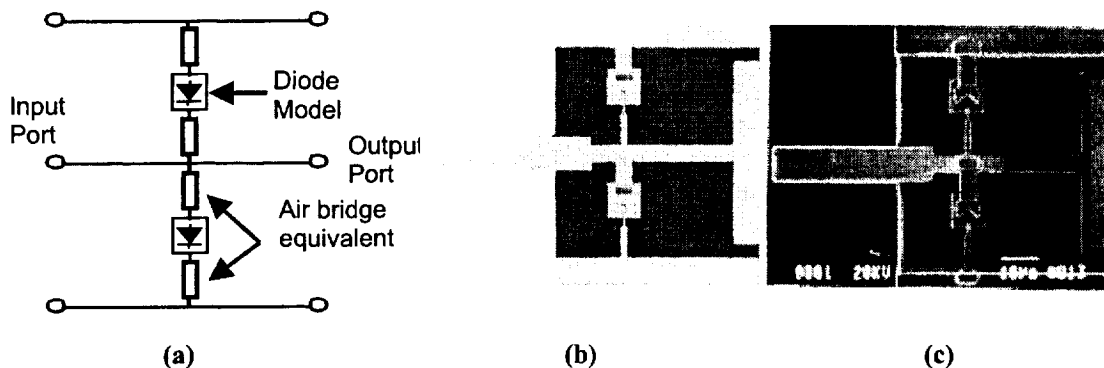 Input
Port
Diode
Model
Output
Port
Air bridge
equivalent
20KV
(a)
(b)
(c)